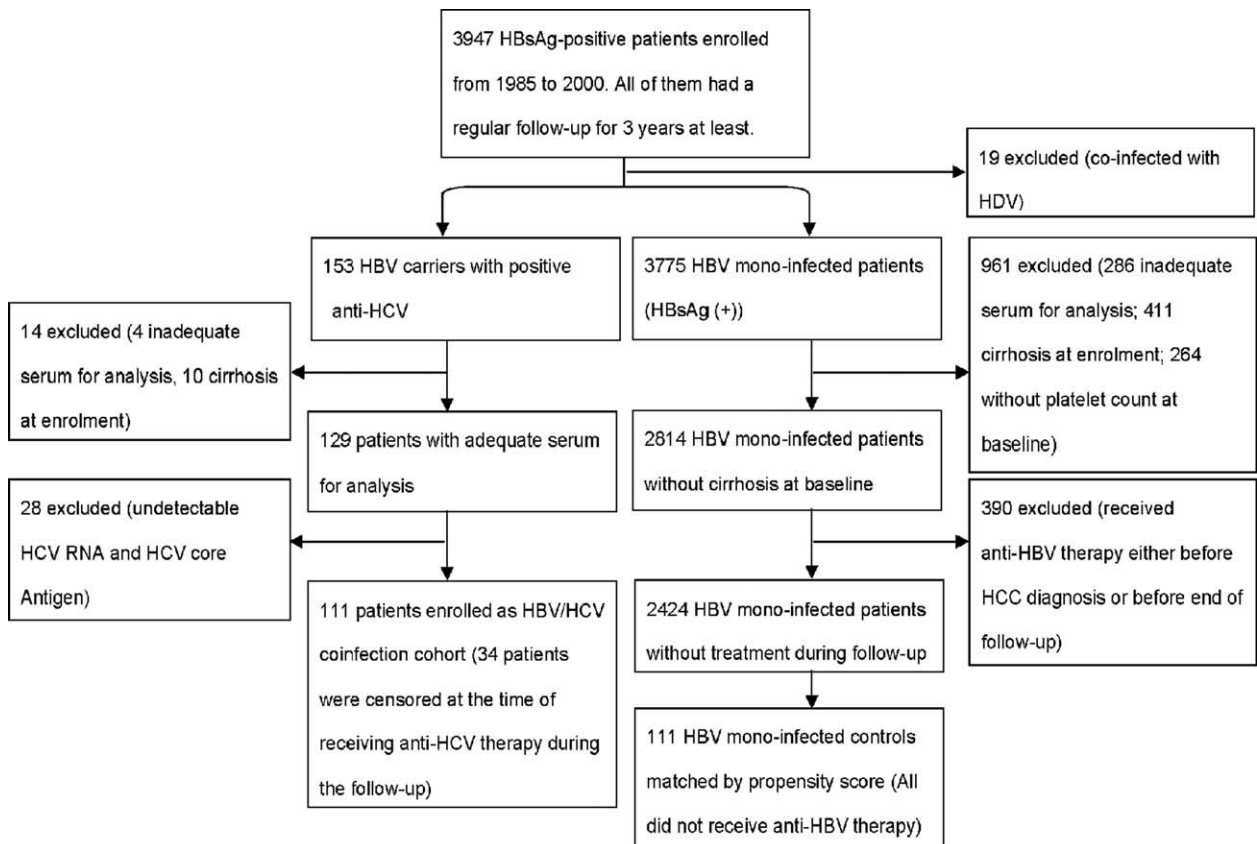 3947 HBsAg-positive patients enrolled
from 1985 to 2000. All of them had a
regular follow-up for 3 years at least.
19 excluded (co-infected with
HDV)
153 HBV carriers with positive
anti-HCV
3775 HBV mono-infected patients
(HBsAg (+))
961 excluded (286 inadequate
serum for analysis; 411
cirrhosis at enrolment; 264
without platelet count at
baseline)
14 excluded (4 inadequate
serum for analysis, 10 cirrhosis
at enrolment)
129 patients with adequate serum
for analysis
2814 HBV mono-infected patients
without cirrhosis at baseline
28 excluded (undetectable
HCV RNA and HCV core
Antigen)
390 excluded (received
anti-HBV therapy either before
HCC diagnosis or before end of
follow-up)
111 patients enrolled as HBV/HCV
coinfection cohort (34 patients
were censored at the time of
receiving anti-HCV therapy during
the follow-up)
2424 HBV mono-infected patients
without treatment during follow-up
111 HBV mono-infected controls
matched by propensity score (All
did not receive anti-HBV therapy)